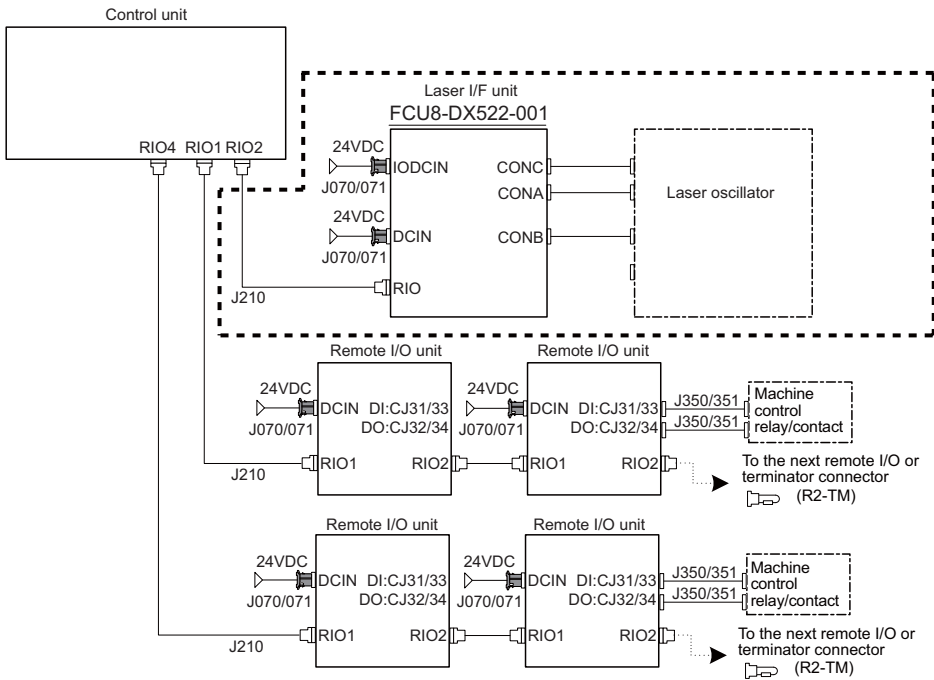 Control unit
RIO4 RIO1 RIO2
Laser I/F unit
FCU8-DX522-001
24VDC
IODCIN
CONC
J070/071
CONA
Laser oscillator
24VDC
DCIN
CONB
J070/071
RIO
J210
Remote I/O unit
Remote I/O unit
24VDC
DCIN DI:CJ31/33
DO:CJ32/34
J070/071
RIO1
RIO2
J210
24VDC
DCIN DI:CJ31/33
DO:CJ32/34
J070/071
RIO1
RIO2
J350/351
J350/351
Machine
control
relay/contact
To the next remote I/O or
terminator connector
(R2-TM)
Remote I/O unit
Remote I/O unit
24VDC
DCIN DI:CJ31/33
DO:CJ32/34
J070/071
RIO1
RIO2
J210
24VDC
DCIN DI:CJ31/33
DO:CJ32/34
J070/071
RIO1
RIO2
J350/351
J350/351
Machine
control
relay/contact
To the next remote I/O or
terminator connector
(R2-TM)